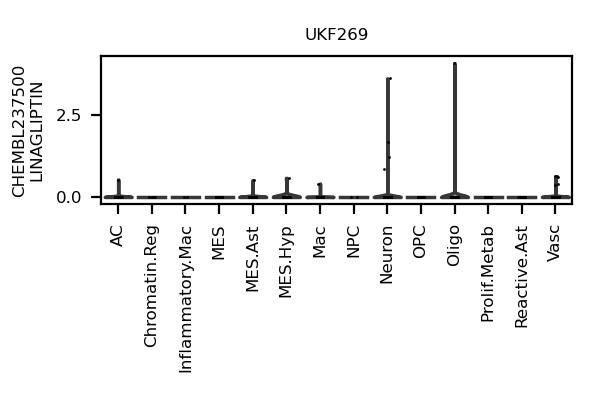 UKF269
CHEMBL237500
LINAGLIPTIN
2.5
0.0
AC
Chromatin.Reg
Inflammatory.Mac
MES
MES.Ast
MES.Hyp
Mac
NPC
Neuron
OPC
Oligo
Prolif.Metab
Reactive.Ast
Vasc